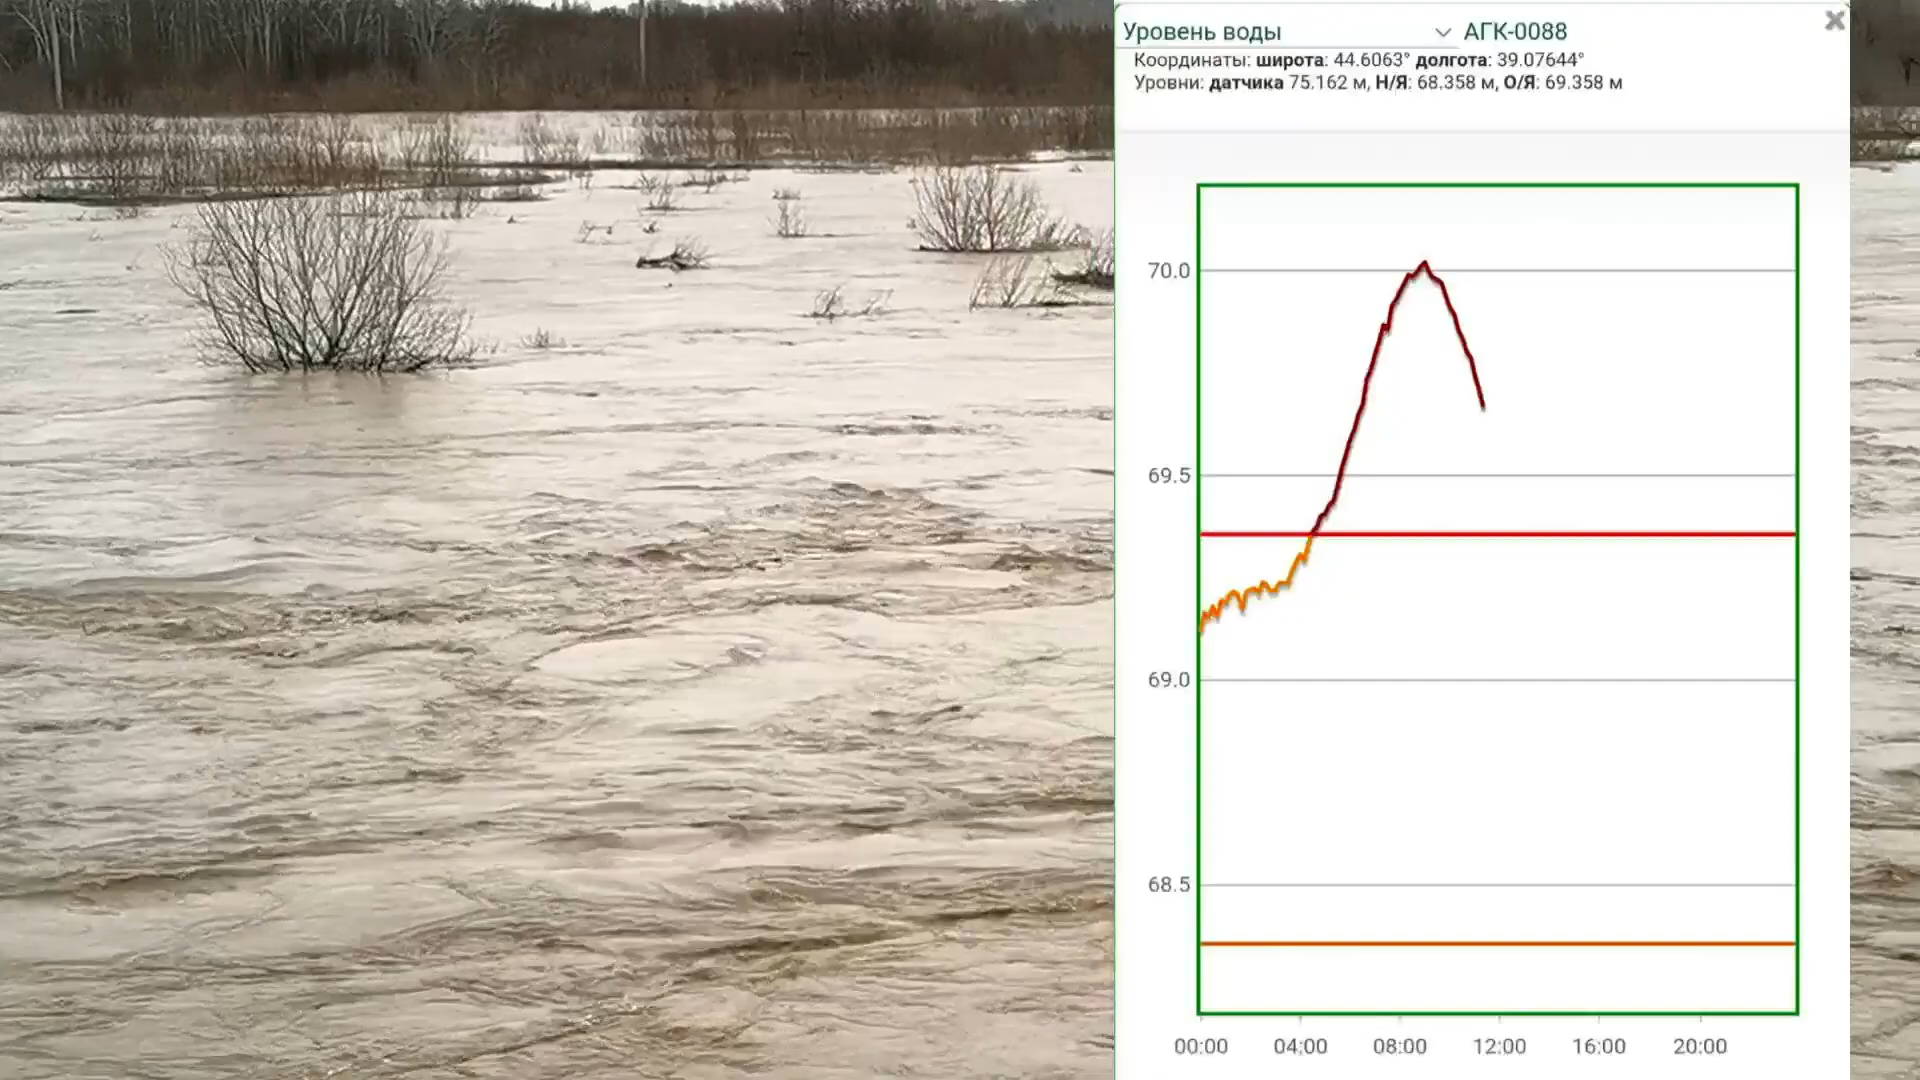 Уровень воды АГК-0088
Координаты: широта: 44.6063° долгота: 39.07644°
Уровни: датчика 75.162 м, Н/Я: 68.358 м, О/Я: 69.358 м
70.0
69.5
69.0
68.5
00:00 04:00 08:00 12:00 16:00 20:00